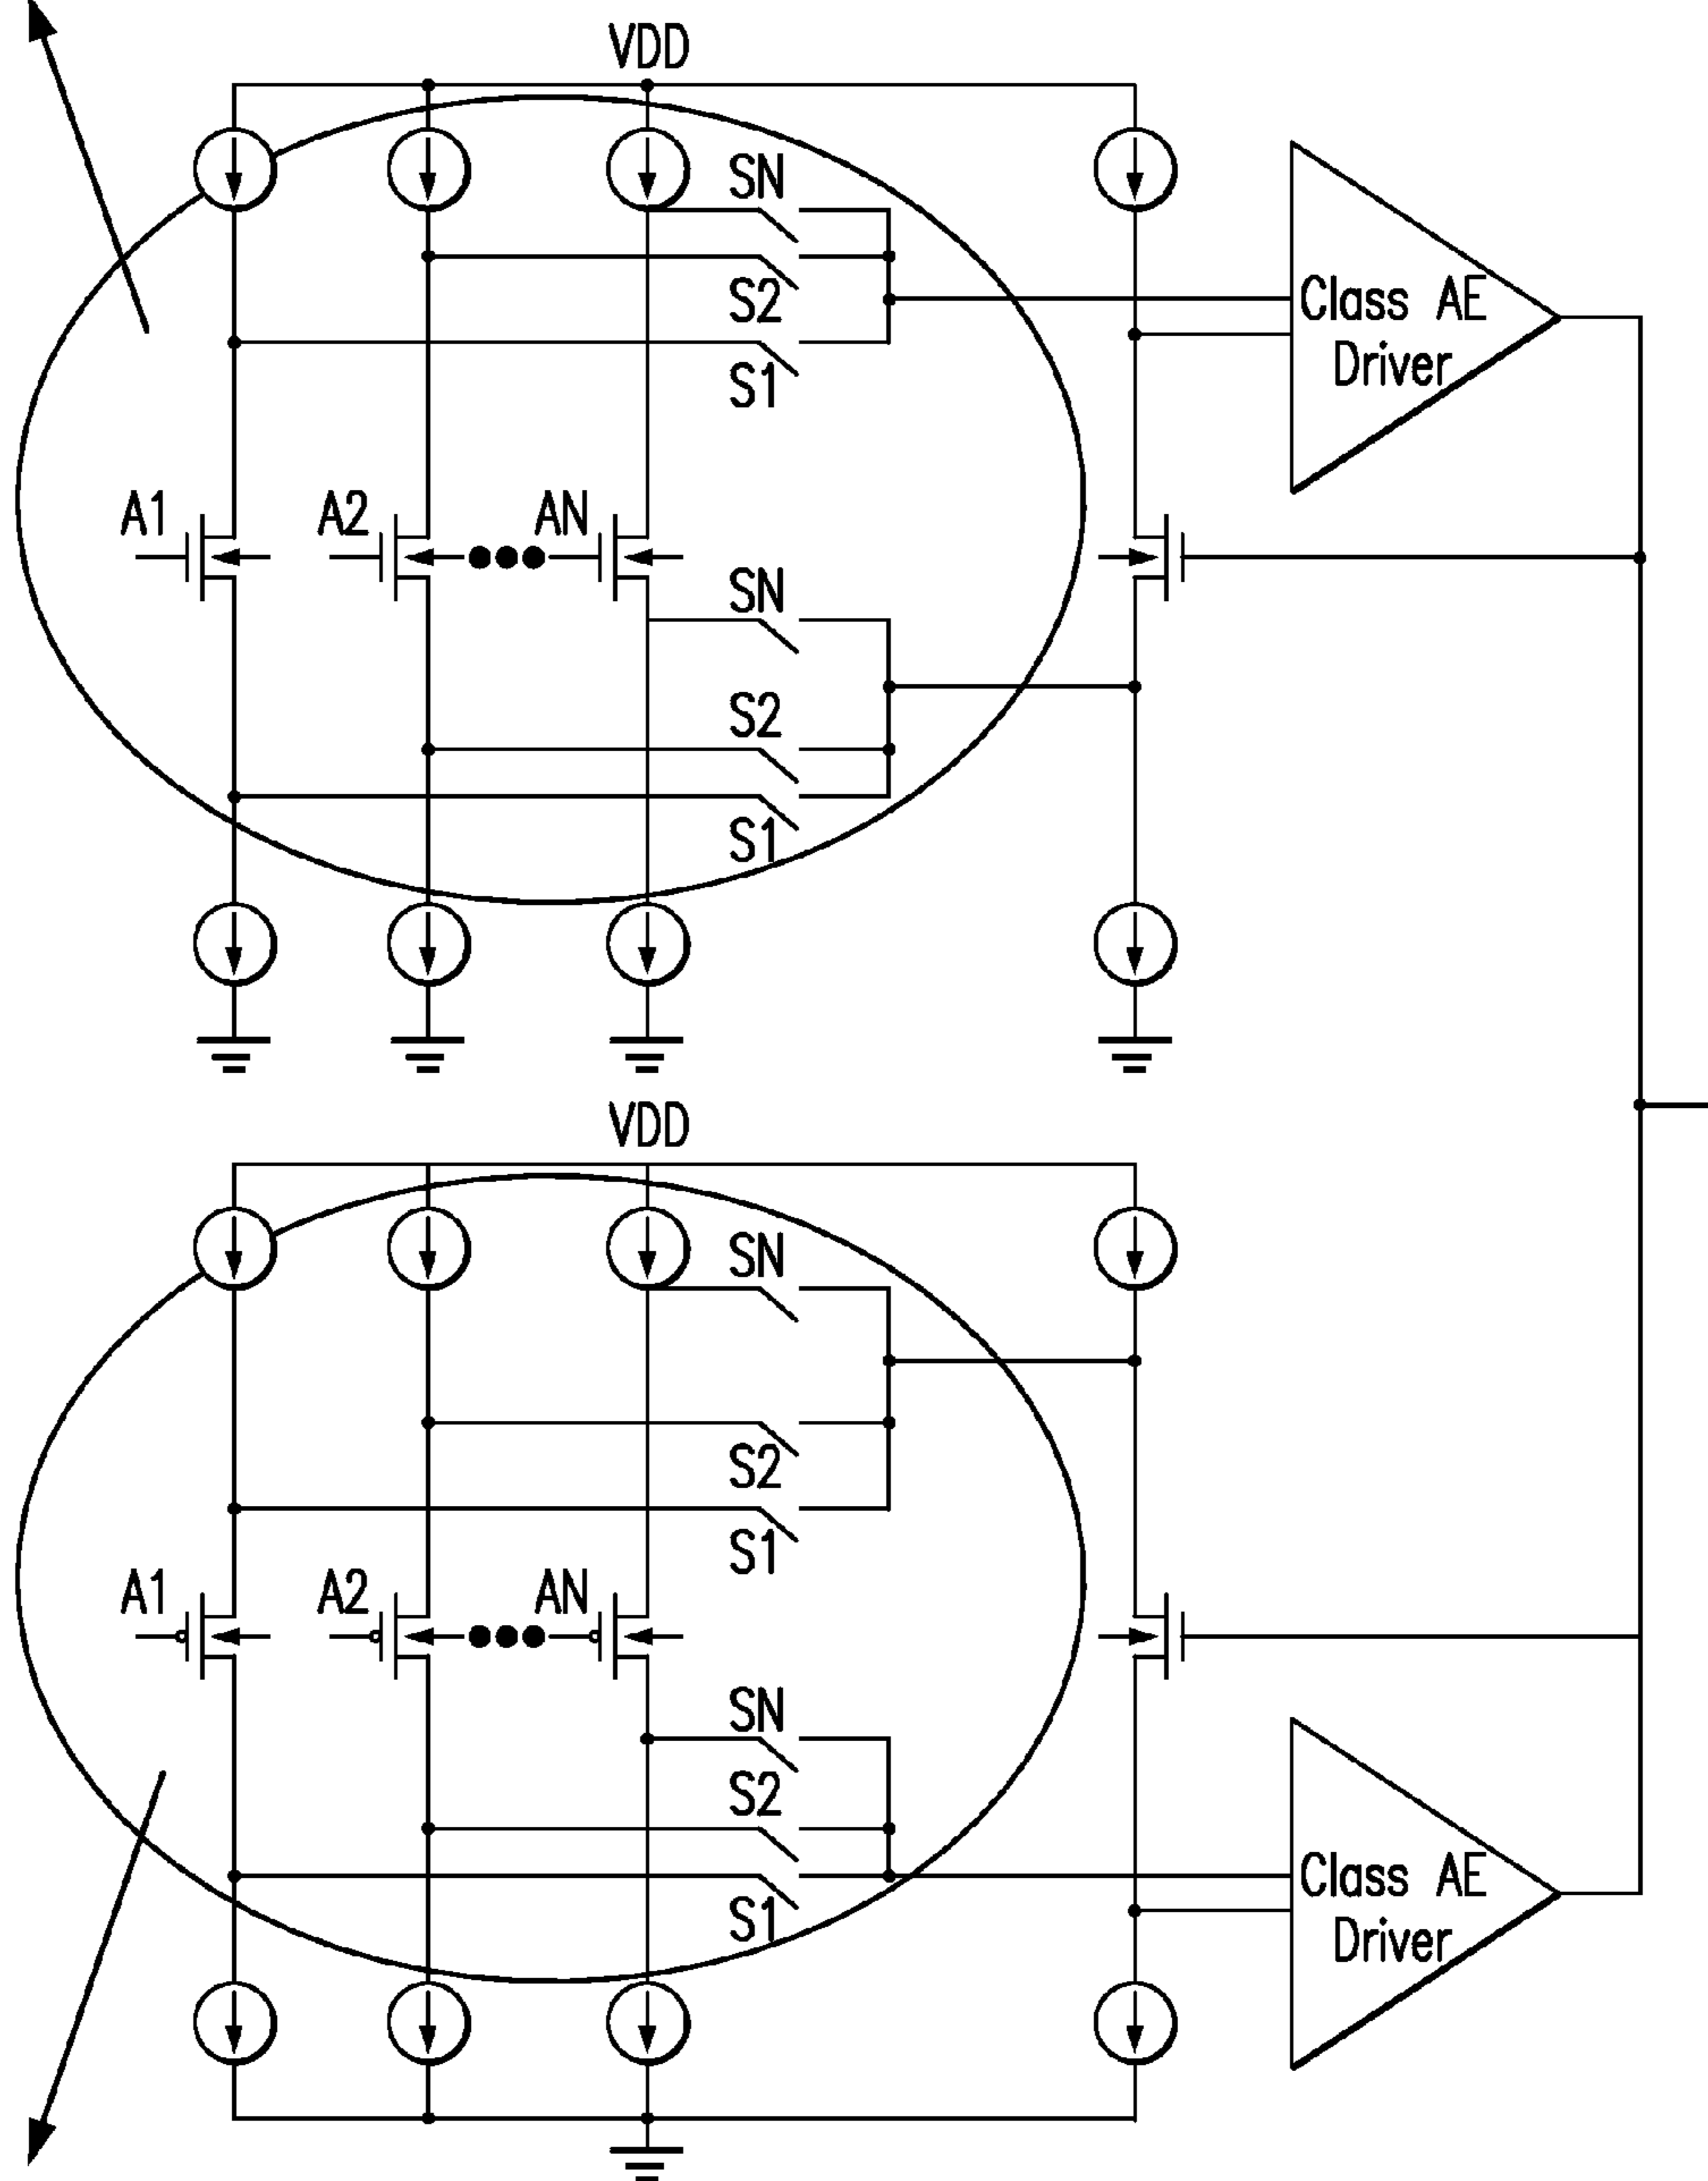 VDD
SN
S2
S1
Class AE
Driver
A1
A2
AN
SN
S2
S1
VDD
SN
S2
S1
A1
A2
AN
SN
S2
S1
Class AE
Driver